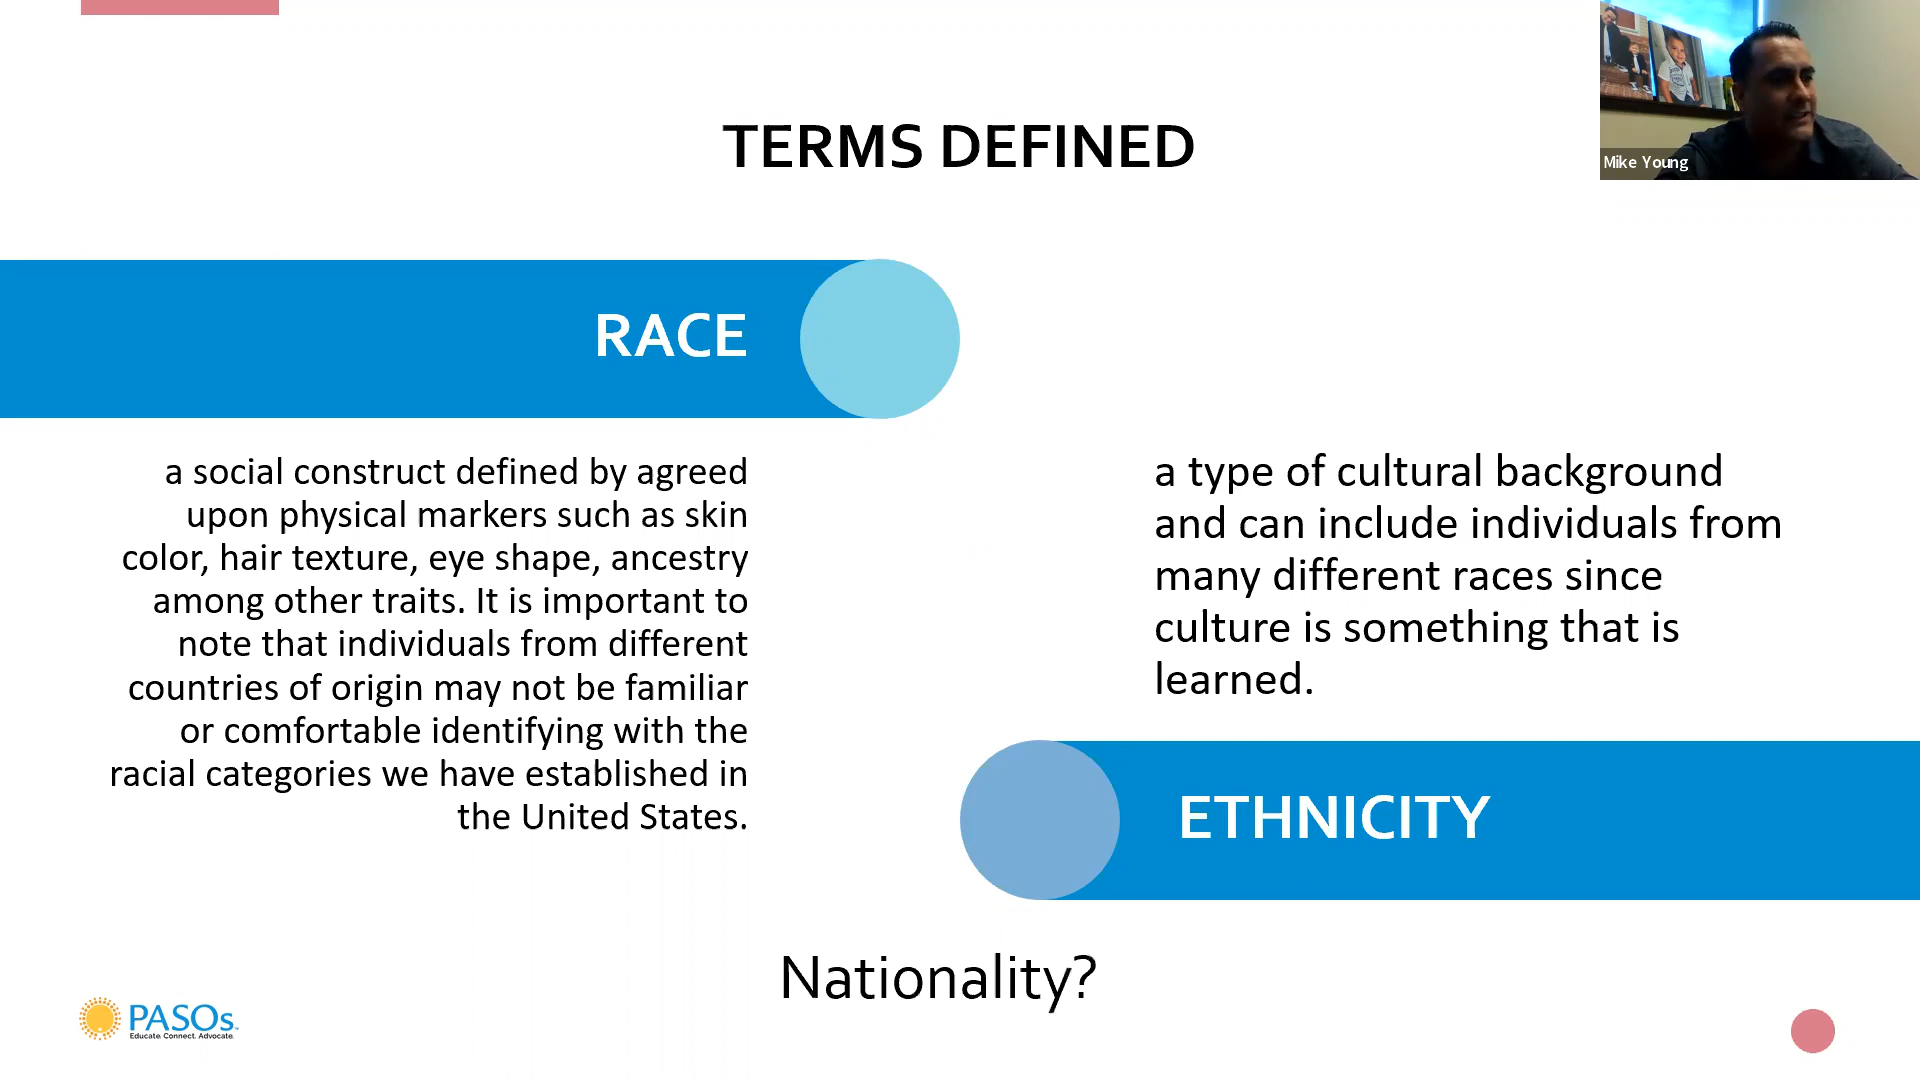 TERMS DEFINED
Mike Young
RACE
a social construct defined by agreed
upon physical markers such as skin
color, hair texture, eye shape, ancestry
among other traits. It is important to
note that individuals from different
countries of origin may not be familiar
or comfortable identifying with the
racial categories we have established in
the United States.
a type of cultural background
and can include individuals from
many different races since
culture is something that is
learned.
ETHNICITY
Nationality?
PASOs
Educate. Connect. Advocate.